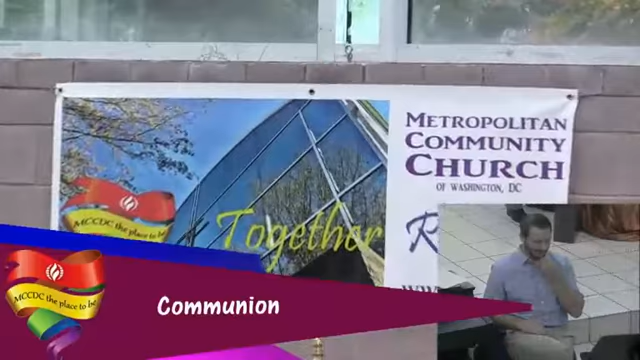 METROPOLITAN
COMMUNITY
CHURCH
OF WASHINGTON, DC
MCCDC the place to be
Together
MCCDC the place to be
Communion